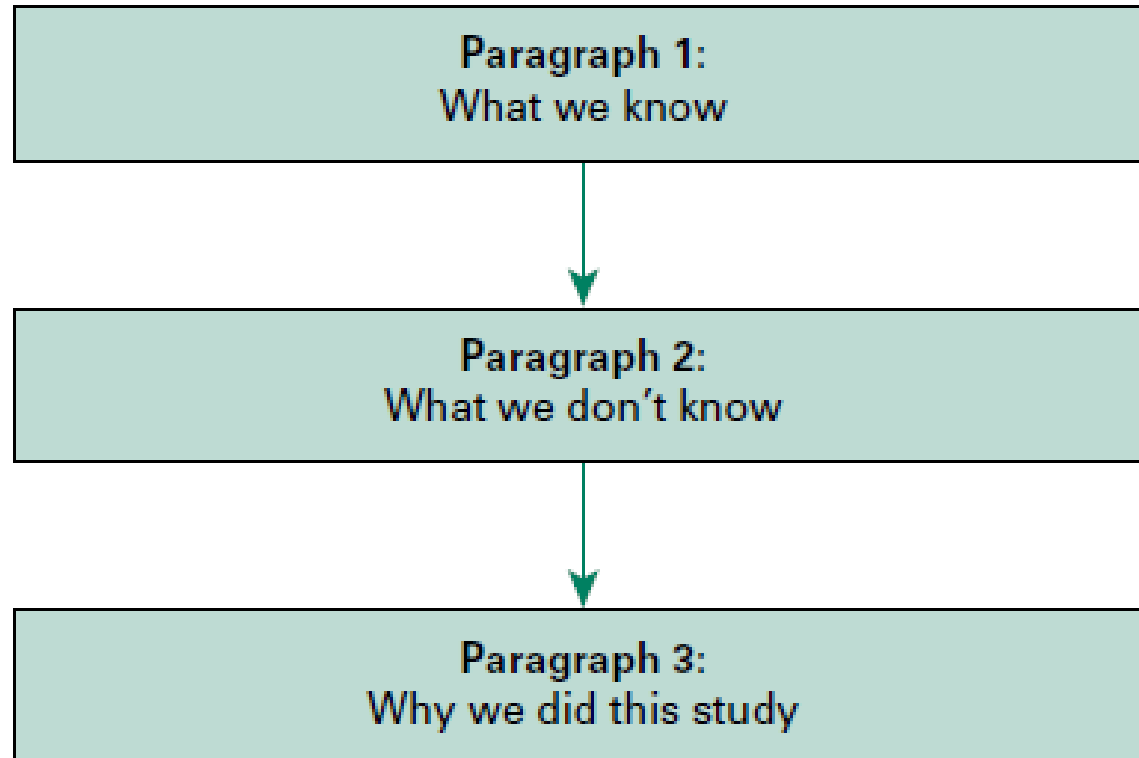 Paragraph 1:
What we know
Paragraph 2:
What we don’t know
Paragraph 3:
Why we did this study